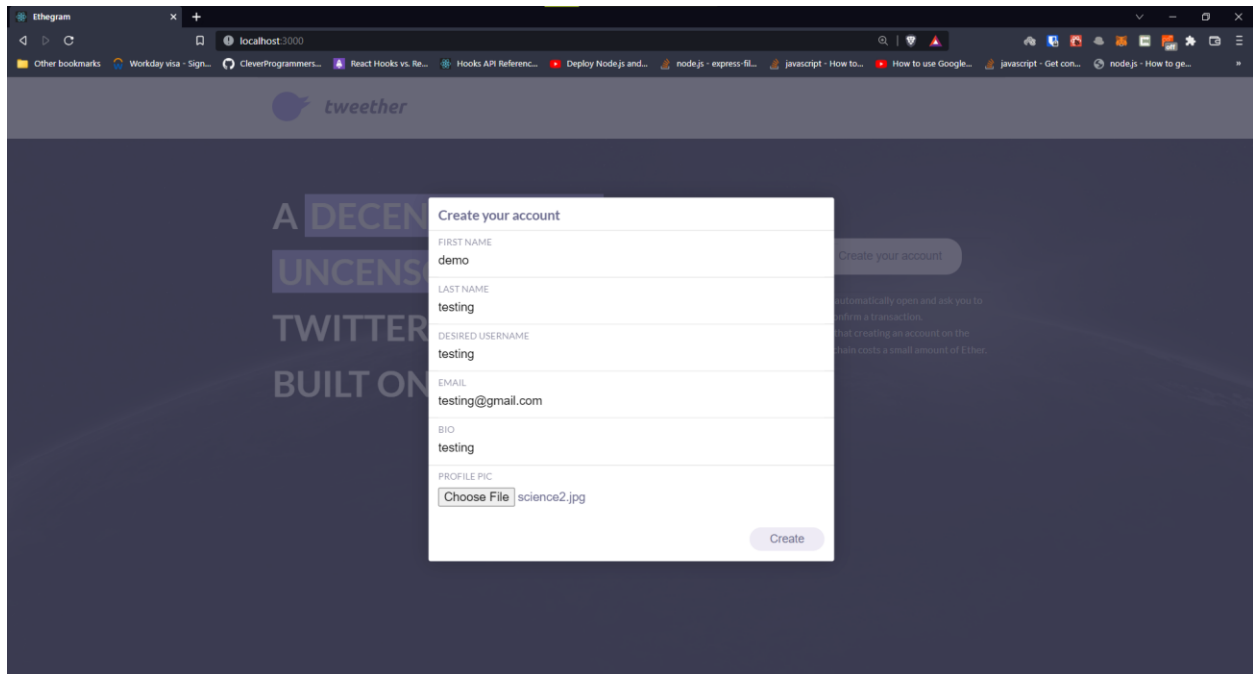 Ethegram
localhost:3000
Other bookmarks Workday visa - Sign... CleverProgrammers... React Hooks vs. Re... Hooks API Referenc... Deploy Node.js and... node.js - express-fil... javascript - How to... How to use Google... javascript - Get con... node.js - How to ge... »
tweether
A DECEN
UNCENS
TWITTER
BUILT ON
Create your account
FIRST NAME
demo
LAST NAME
testing
DESIRED USERNAME
testing
EMAIL
testing@gmail.com
BIO
testing
PROFILE PIC
Choose File science2.jpg
Create
Create your account
automatically open and ask you to
onfirm a transaction.
that creating an account on the
hain costs a small amount of Ether.